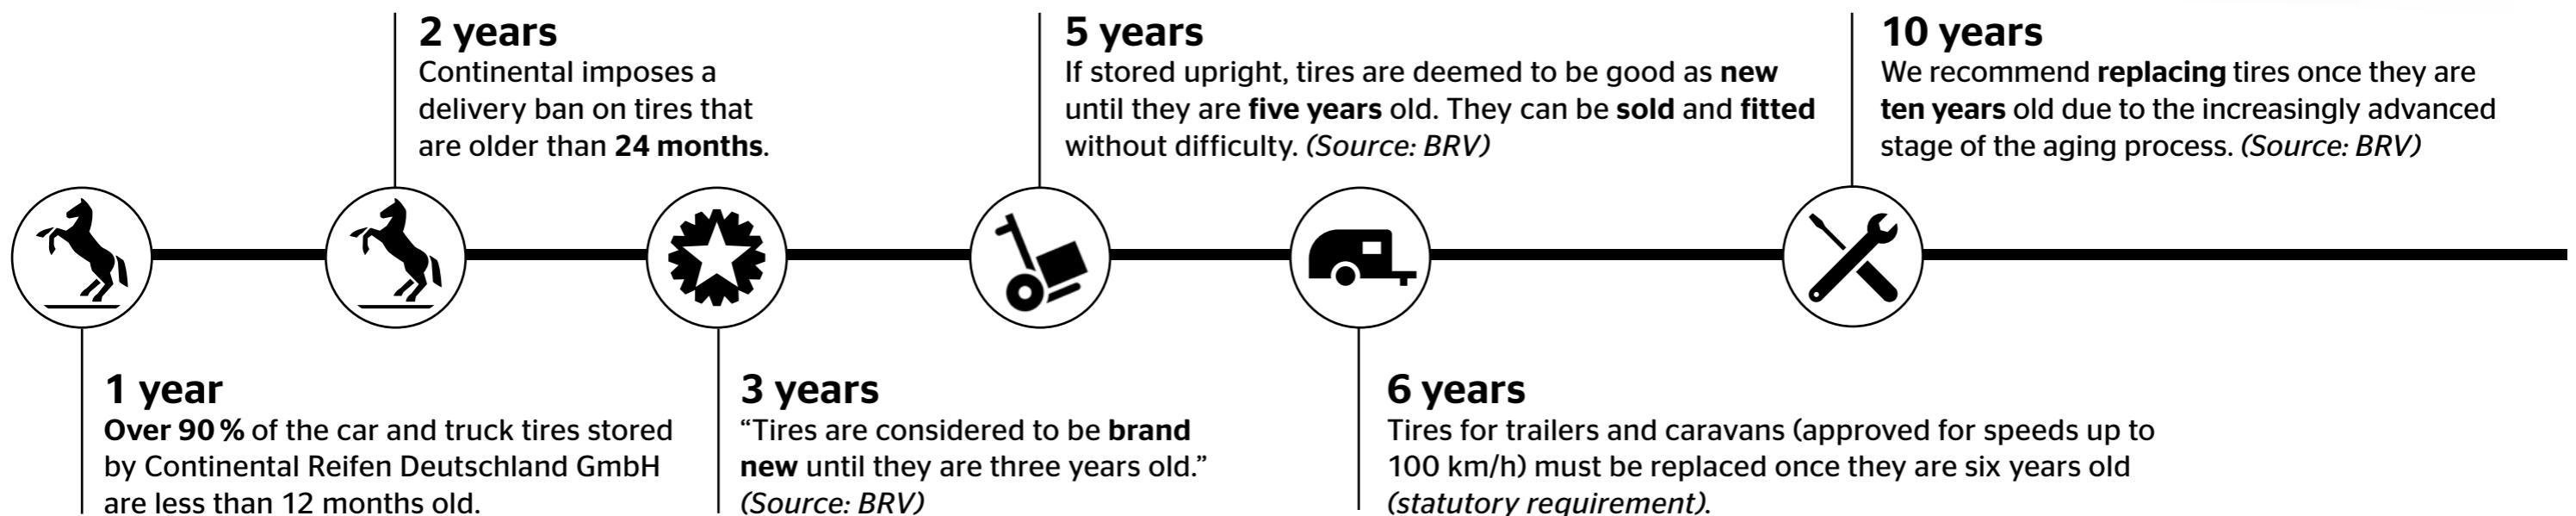 1 year
Over 90 % of the car and truck tires stored
by Continental Reifen Deutschland GmbH
are less than 12 months old.
2 years
Continental imposes a
delivery ban on tires that
are older than 24 months.
3 years
“Tires are considered to be brand
new until they are three years old.”
(Source: BRV)
5 years
If stored upright, tires are deemed to be good as new
until they are five years old. They can be sold and fitted
without difficulty. (Source: BRV)
6 years
Tires for trailers and caravans (approved for speeds up to
100 km/h) must be replaced once they are six years old
(statutory requirement).
10 years
We recommend replacing tires once they are
ten years old due to the increasingly advanced
stage of the aging process. (Source: BRV)